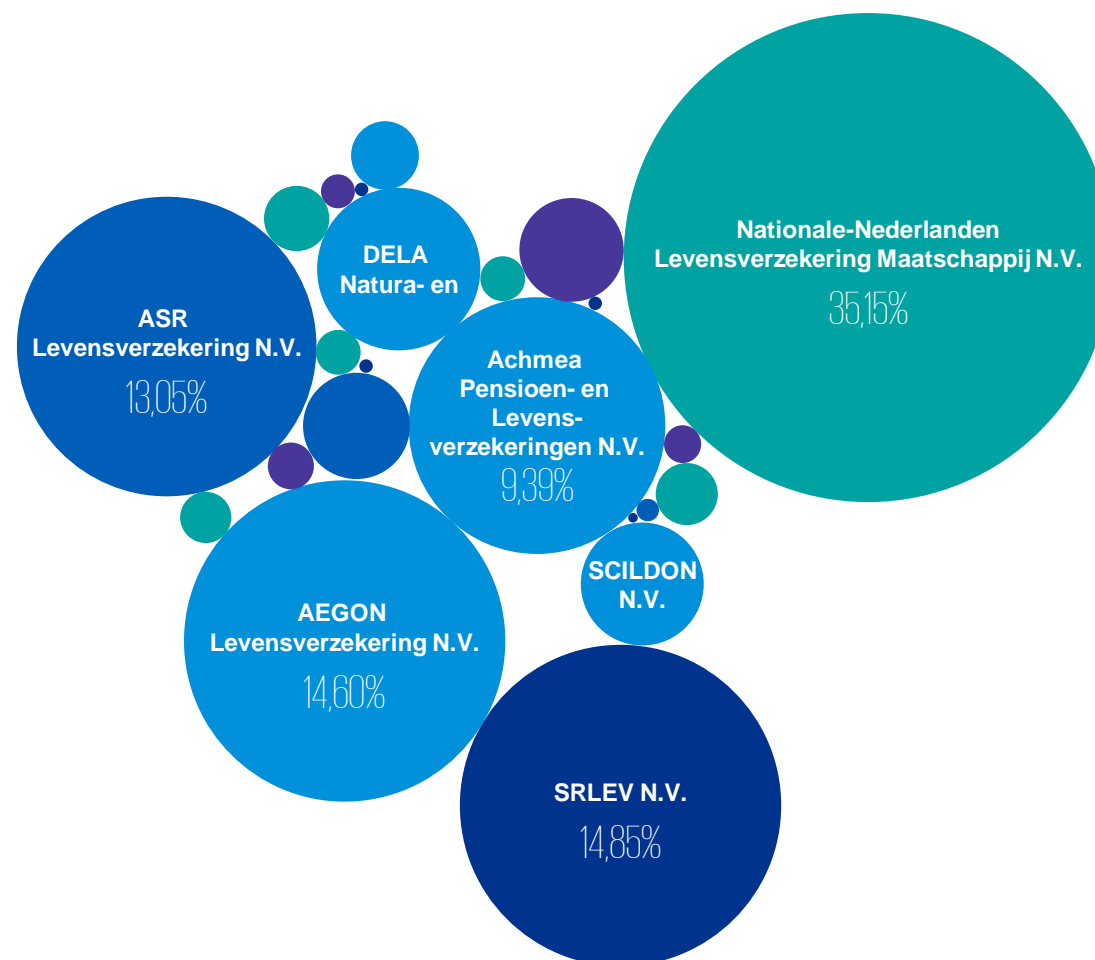 DELA
Natura- en
Nationale-Nederlanden
Levensverzekering Maatschappij N.V.
35,15%
ASR
Levensverzekering N.V.
13,05%
Achmea
Pensioen- en
Levens-
verzekeringen N.V.
9,39%
SCILDON
N.V.
AEGON
Levensverzekering N.V.
14,60%
SRLEV N.V.
14,85%